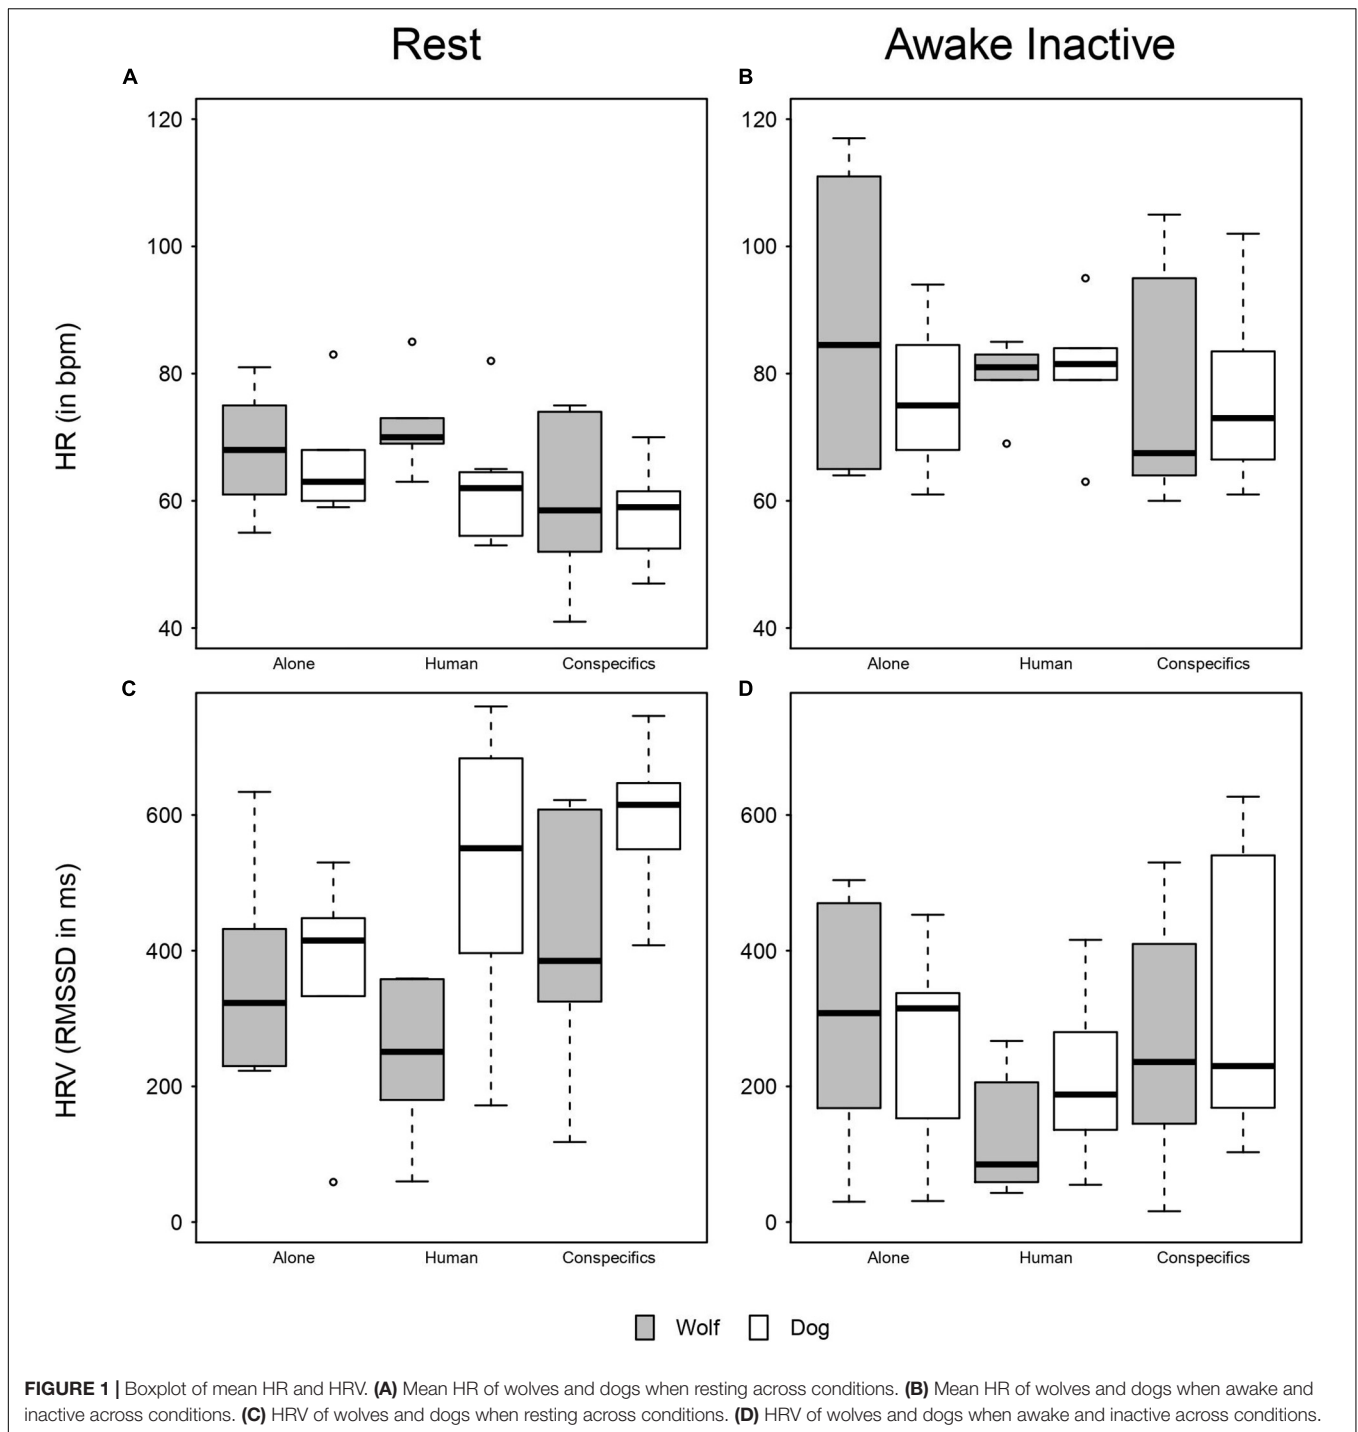 Rest
Awake Inactive
A
B
HR (in bpm)
120
100
80
60
40
Alone Human Conspecifics
120
100
80
60
40
Alone Human Conspecifics
C
D
HRV (RMSSD in ms)
600
400
200
0
Alone Human Conspecifics
600
400
200
0
Alone Human Conspecifics
Wolf Dog
FIGURE 1 | Boxplot of mean HR and HRV. (A) Mean HR of wolves and dogs when resting across conditions. (B) Mean HR of wolves and dogs when awake and
inactive across conditions. (C) HRV of wolves and dogs when resting across conditions. (D) HRV of wolves and dogs when awake and inactive across conditions.